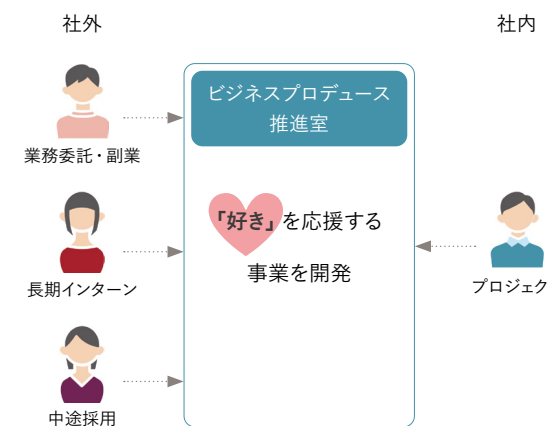 社外
社内
ビジネスプロデュース
推進室
業務委託・副業
「好き」を応援する
事業を開発
長期インターン
プロジェク
中途採用